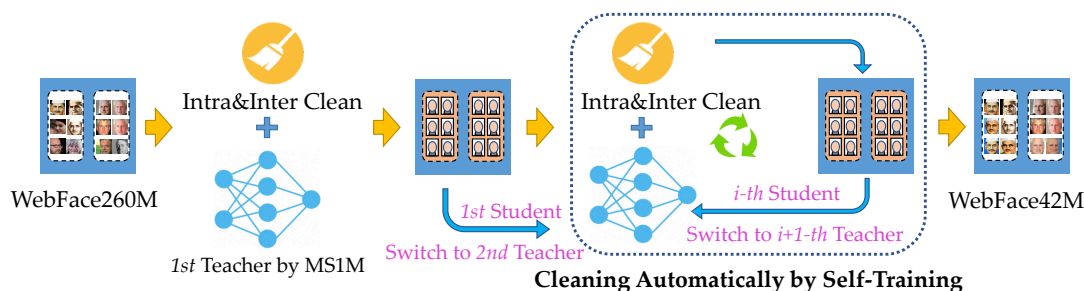 WebFace260M
Intra&Inter Clean
1st Teacher by MS1M
1st Student
Switch to 2nd Teacher
Intra&Inter Clean
i-th Student
Switch to i+1-th Teacher
Cleaning Automatically by Self-Training
WebFace42M